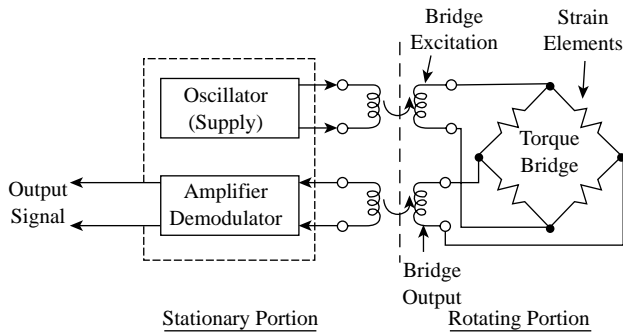 Bridge
Excitation
Strain
Elements
Oscillator
(Supply)
Torque
Bridge
Output
Signal
Amplifier
Demodulator
Bridge
Output
Stationary Portion
Rotating Portion